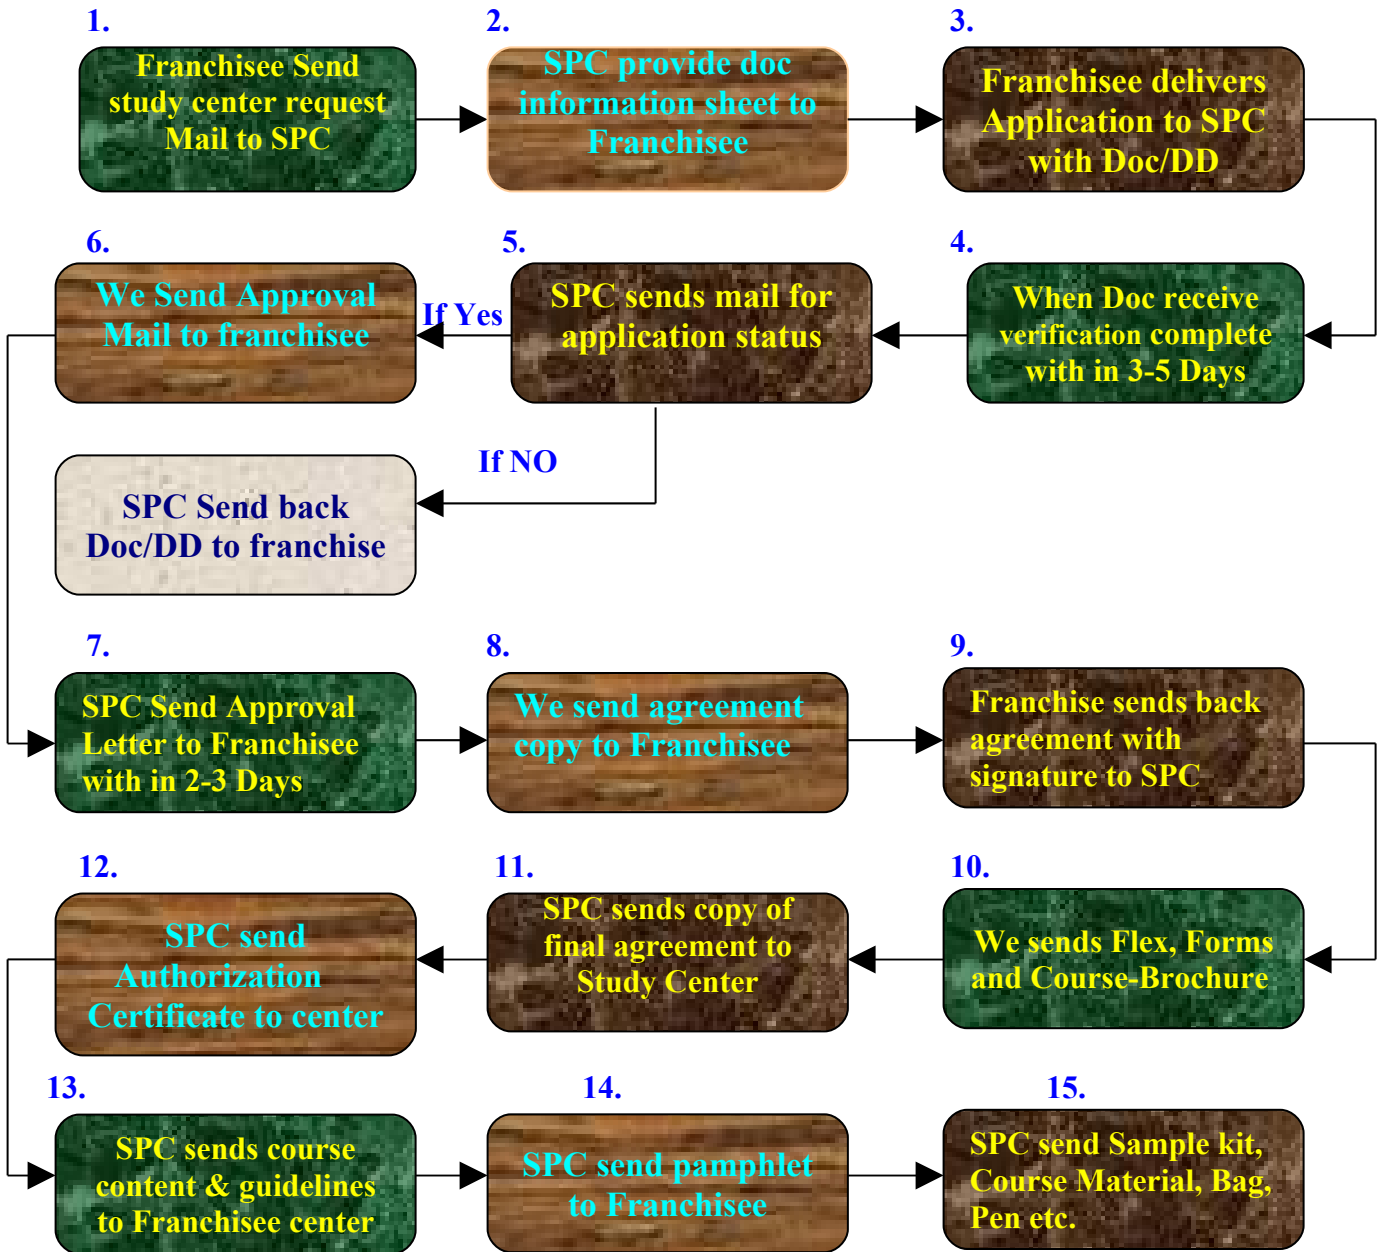 1.
Franchisee Send
study center request
Mail to SPC
2.
SPC provide doc
information sheet to
Franchisee
3.
Franchisee delivers
Application to SPC
with Doc/DD
4.
When Doc receive
verification complete
with in 3-5 Days
5.
SPC sends mail for
application status
If Yes
6.
We Send Approval
Mail to franchisee
If NO
SPC Send back
Doc/DD to franchise
7.
SPC Send Approval
Letter to Franchisee
with in 2-3 Days
8.
We send agreement
copy to Franchisee
9.
Franchise sends back
agreement with
signature to SPC
10.
We sends Flex, Forms
and Course-Brochure
11.
SPC sends copy of
final agreement to
Study Center
12.
SPC send
Authorization
Certificate to center
13.
SPC sends course
content & guidelines
to Franchisee center
14.
SPC send pamphlet
to Franchisee
15.
SPC send Sample kit,
Course Material, Bag,
Pen etc.